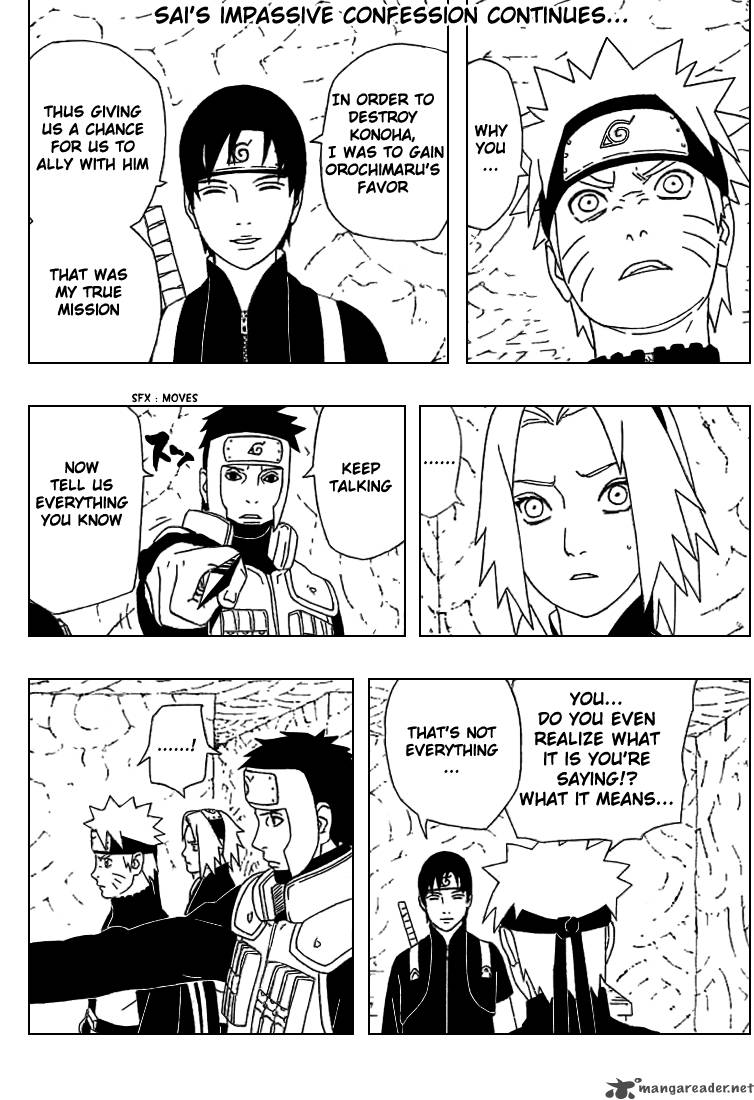 SAI'S IMPASSIVE CONFESSION CONTINUES...
WHY
YOU
...
IN ORDER TO
DESTROY
KONOHA,
I WAS TO GAIN
OROCHIMARU'S
FAVOR
THUS GIVING
US A CHANCE
FOR US TO
ALLY WITH HIM
THAT WAS
MY TRUE
MISSION
.......
SFX : MOVES
ズッ
KEEP
TALKING
NOW
TELL US
EVERYTHING
YOU KNOW
YOU...
DO YOU EVEN
REALIZE WHAT
IT IS YOU'RE
SAYING!?
WHAT IT MEANS...
THAT'S NOT
EVERYTHING
...
......!
mangareader.net